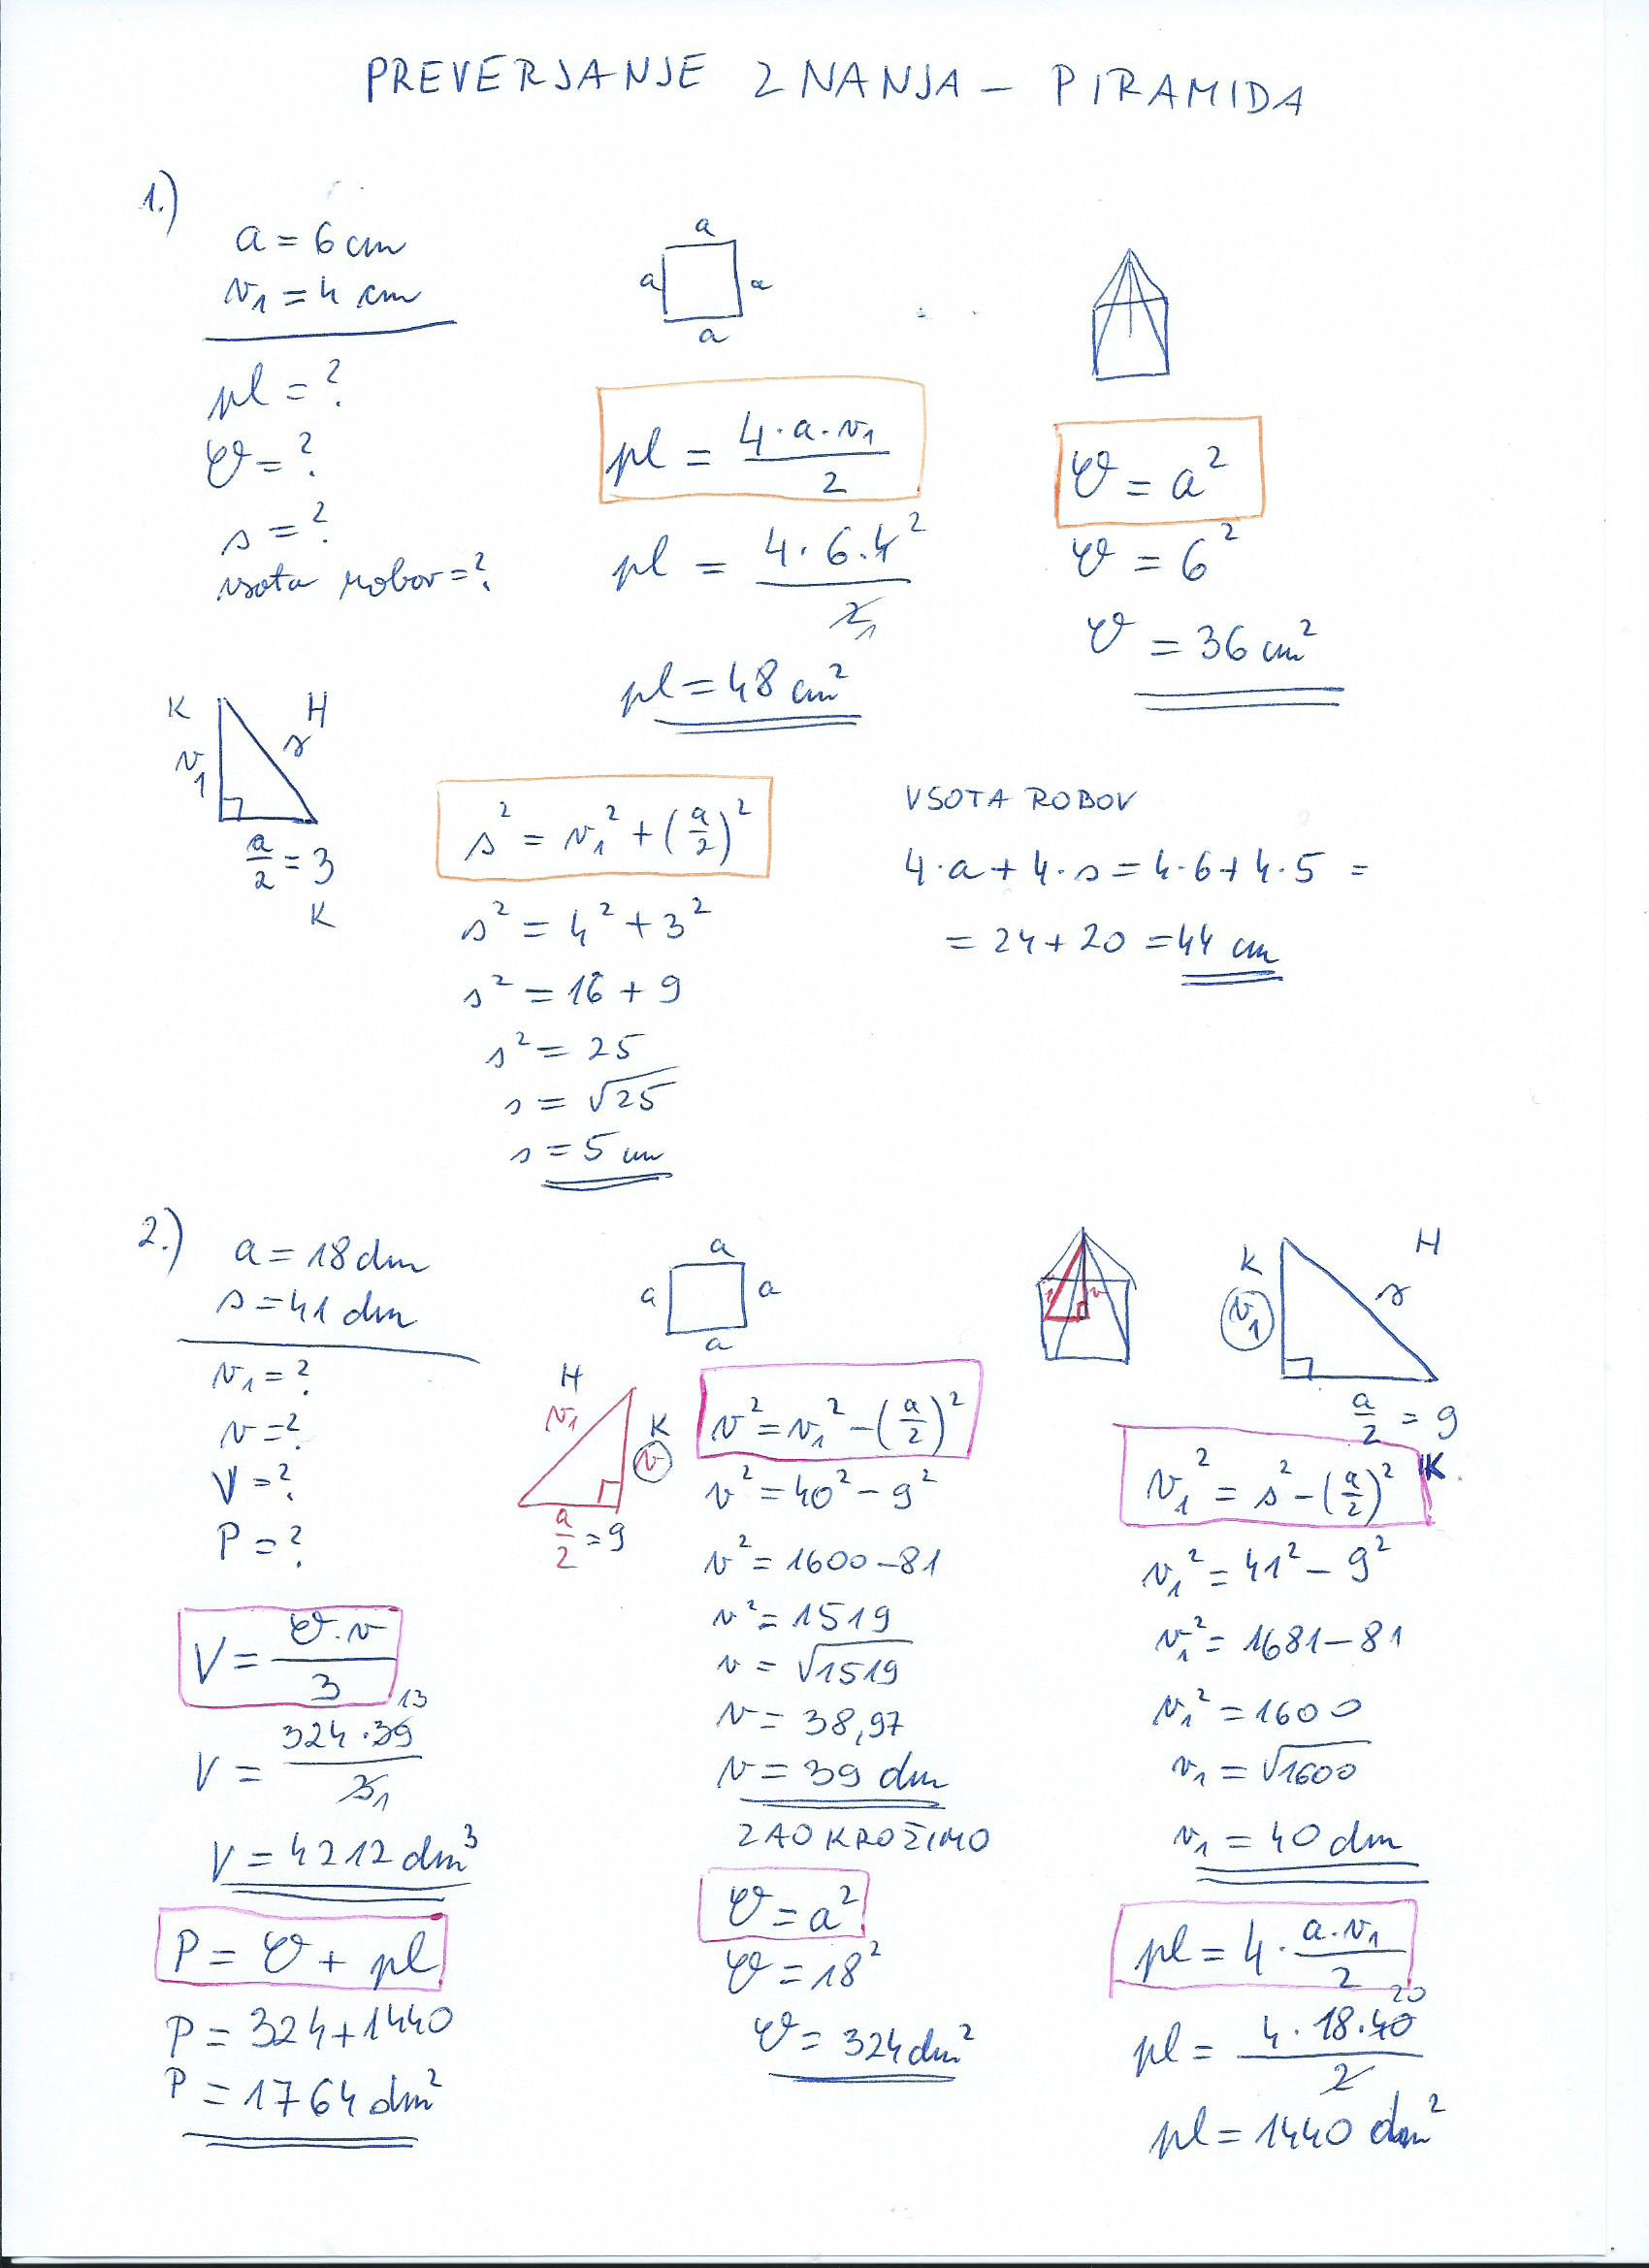 PREVERJANJE ZNANJA – PIRAMIDA
1.)
a = 6 cm
v₁ = 4 cm
pl = ?
O = ?
s = ?
vsota robov = ?
a
a a
a
pl = 4·a·v₁ / 2
pl = 4·6·4² / 2₁
pl = 48 cm²
O = a²
O = 6²
O = 36 cm²
K H
v₁ s
a/2 = 3
K
s² = v₁² + (a/2)²
s² = 4² + 3²
s² = 16 + 9
s² = 25
s = √25
s = 5 cm
VSOTA ROBOV
4·a + 4·s = 4·6 + 4·5 =
= 24 + 20 = 44 cm
2.)
a = 18 dm
s = 41 dm
v₁ = ?
v = ?
V = ?
P = ?
a
a a
a
v
K H
v₁ s
a/2 = 9
K
H
v₁ K
v
a/2 = 9
v² = v₁² – (a/2)²
v² = 40² – 9²
v² = 1600 – 81
v² = 1519
v = √1519
v = 38,97
v = 39 dm
ZAOKROŽIMO
v₁² = s² – (a/2)²
v₁² = 41² – 9²
v₁² = 1681 – 81
v₁² = 1600
v₁ = √1600
v₁ = 40 dm
V = O·v / 3
13
V = 324·39 / 3₁
V = 4212 dm³
P = O + pl
P = 324 + 1440
P = 1764 dm²
O = a²
O = 18²
O = 324 dm²
pl = 4 · a·v₁ / 2
20
pl = 4·18·40 / 2
pl = 1440 dm²